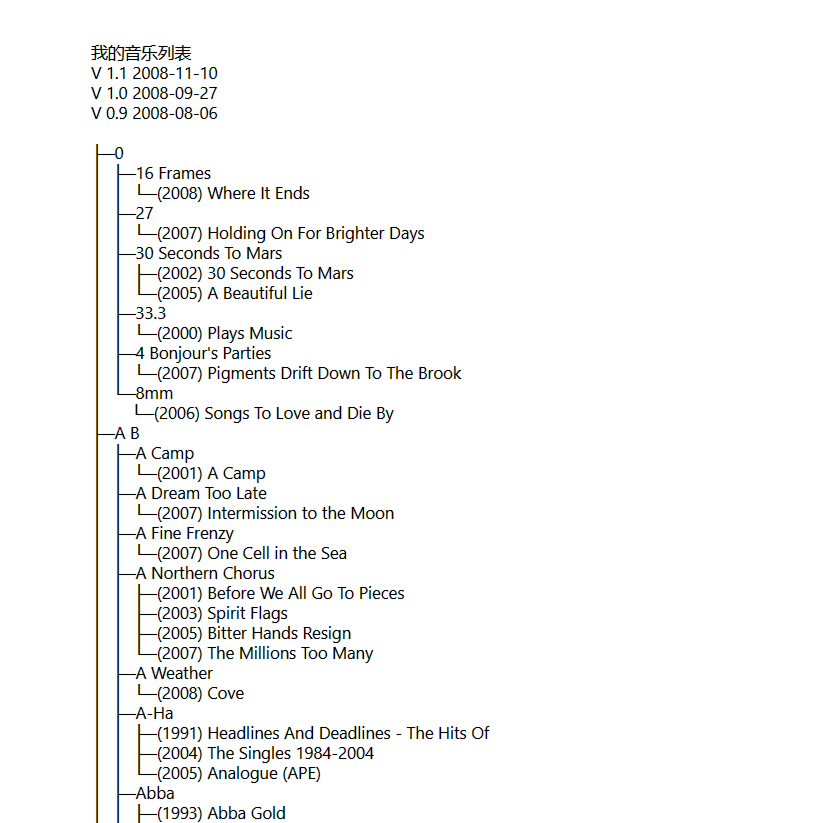 我的音乐列表
V 1.1 2008-11-10
V 1.0 2008-09-27
V 0.9 2008-08-06
├─0
│ ├─16 Frames
│ │ └─(2008) Where It Ends
│ ├─27
│ │ └─(2007) Holding On For Brighter Days
│ ├─30 Seconds To Mars
│ │ ├─(2002) 30 Seconds To Mars
│ │ └─(2005) A Beautiful Lie
│ ├─33.3
│ │ └─(2000) Plays Music
│ ├─4 Bonjour's Parties
│ │ └─(2007) Pigments Drift Down To The Brook
│ └─8mm
│   └─(2006) Songs To Love and Die By
├─A B
│ ├─A Camp
│ │ └─(2001) A Camp
│ ├─A Dream Too Late
│ │ └─(2007) Intermission to the Moon
│ ├─A Fine Frenzy
│ │ └─(2007) One Cell in the Sea
│ ├─A Northern Chorus
│ │ ├─(2001) Before We All Go To Pieces
│ │ ├─(2003) Spirit Flags
│ │ ├─(2005) Bitter Hands Resign
│ │ └─(2007) The Millions Too Many
│ ├─A Weather
│ │ └─(2008) Cove
│ ├─A-Ha
│ │ ├─(1991) Headlines And Deadlines - The Hits Of
│ │ ├─(2004) The Singles 1984-2004
│ │ └─(2005) Analogue (APE)
│ ├─Abba
│ │ ├─(1993) Abba Gold